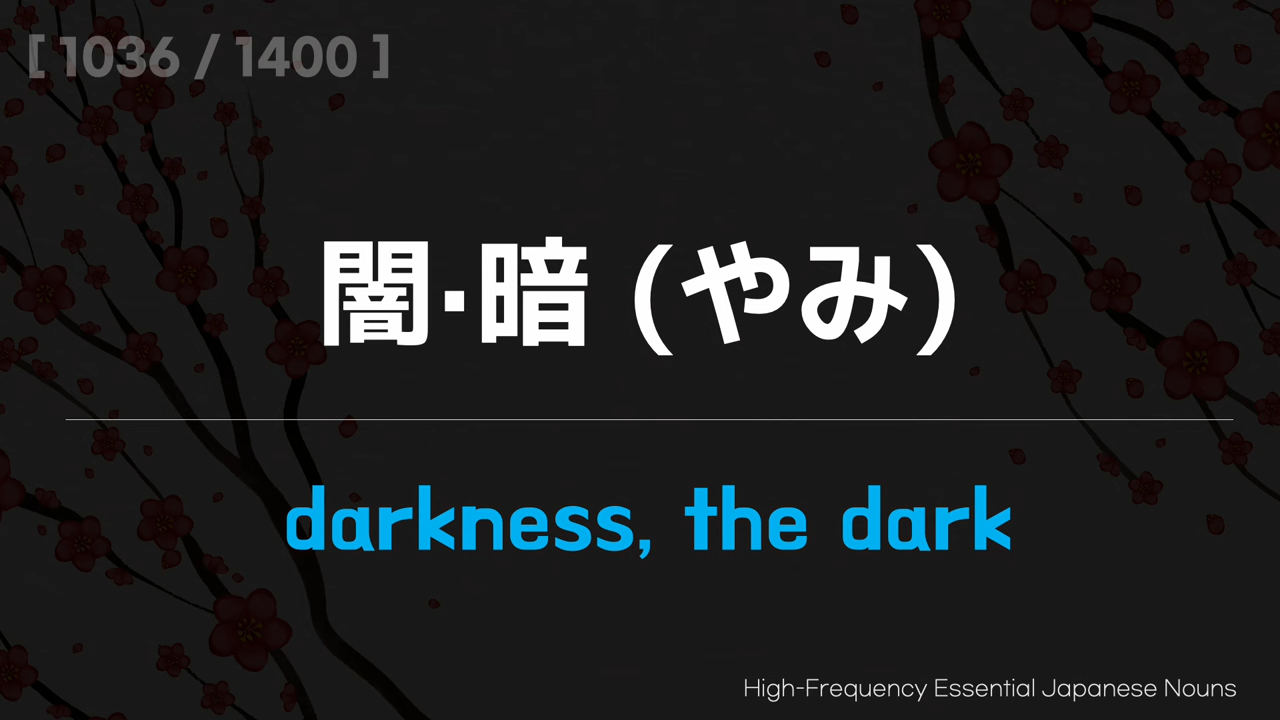 [ 1036 / 1400 ]
闇·暗 (やみ)
darkness, the dark
High-Frequency Essential Japanese Nouns